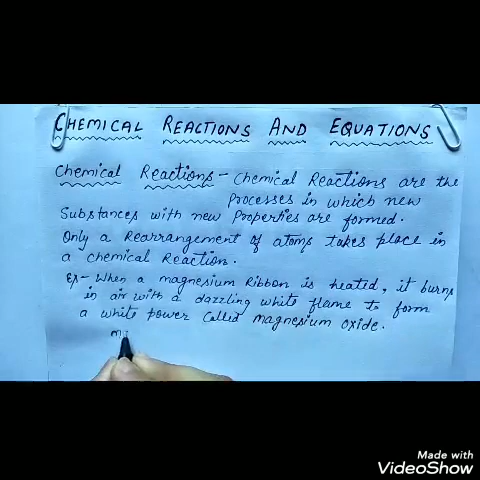 CHEMICAL REACTIONS AND EQUATIONS
Chemical Reactions - Chemical Reactions are the
Processes in which new
Substances with new Properties are formed.
Only a Rearrangement of atoms takes place in
a chemical Reaction.
Ex - When a magnesium Ribbon is heated, it burns
in air with a dazzling white flame to form
a white power called magnesium oxide.
Made with
VideoShow